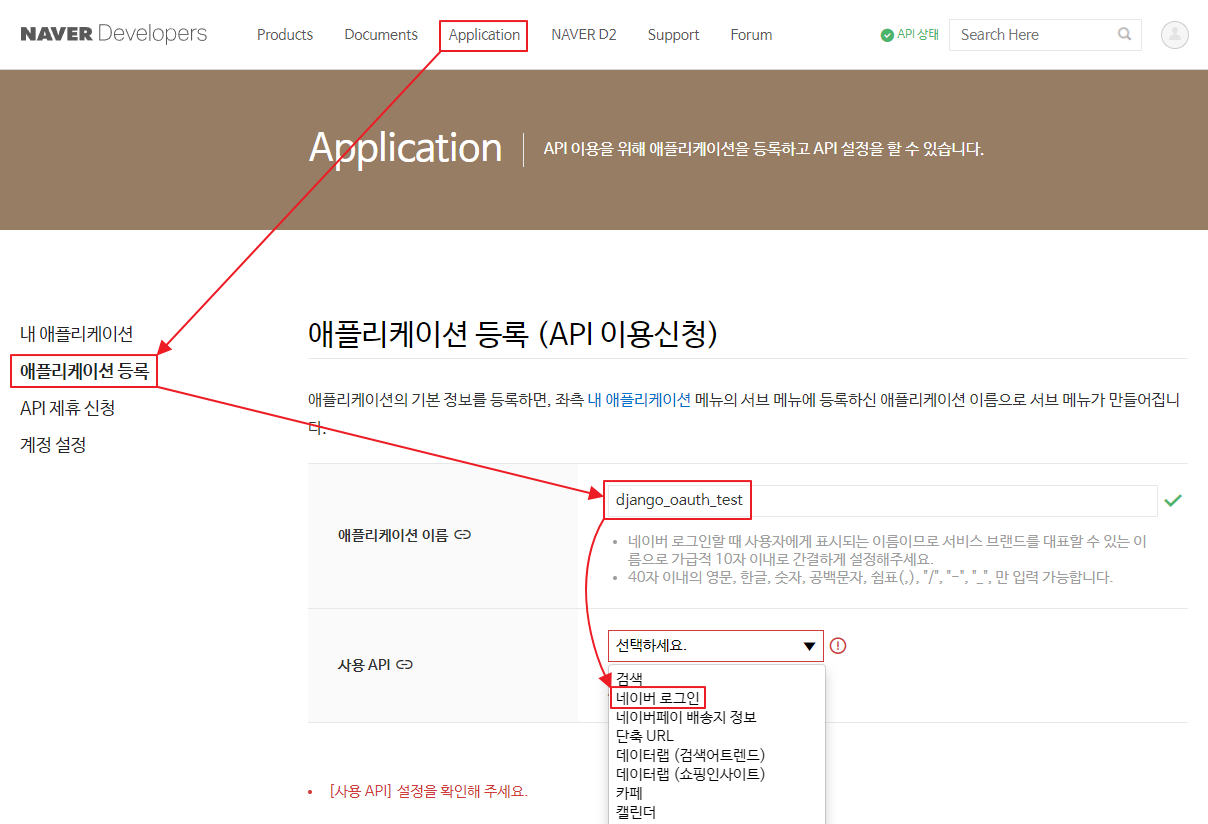 NAVER Developers
Products
Documents
Application
NAVER D2
Support
Forum
API 상태
Search Here
Application
API 이용을 위해 애플리케이션을 등록하고 API 설정을 할 수 있습니다.
내 애플리케이션
애플리케이션 등록
API 제휴 신청
계정 설정
애플리케이션 등록 (API 이용신청)
애플리케이션의 기본 정보를 등록하면, 좌측 내 애플리케이션 메뉴의 서브 메뉴에 등록하신 애플리케이션 이름으로 서브 메뉴가 만들어집니
다.
애플리케이션 이름
django_oauth_test
• 네이버 로그인할 때 사용자에게 표시되는 이름이므로 서비스 브랜드를 대표할 수 있는 이
름으로 가급적 10자 이내로 간결하게 설정해주세요.
• 40자 이내의 영문, 한글, 숫자, 공백문자, 쉼표(,), "/", "-", "_", 만 입력 가능합니다.
사용 API
선택하세요.
검색
네이버 로그인
네이버페이 배송지 정보
단축 URL
데이터랩 (검색어트렌드)
데이터랩 (쇼핑인사이트)
카페
캘린더
• [사용 API] 설정을 확인해 주세요.